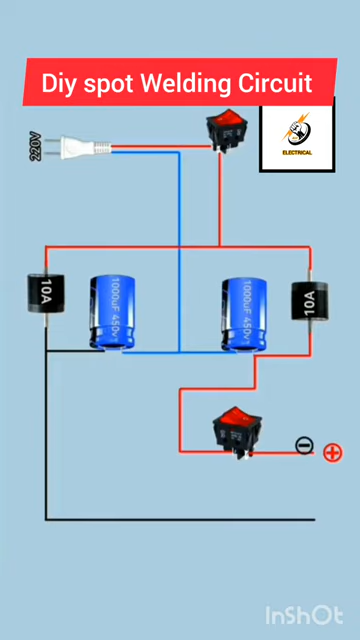 Diy spot Welding Circuit
220V
ELECTRICAL
10A
1000uF 450v
1000uF 450v
10A
InShOt